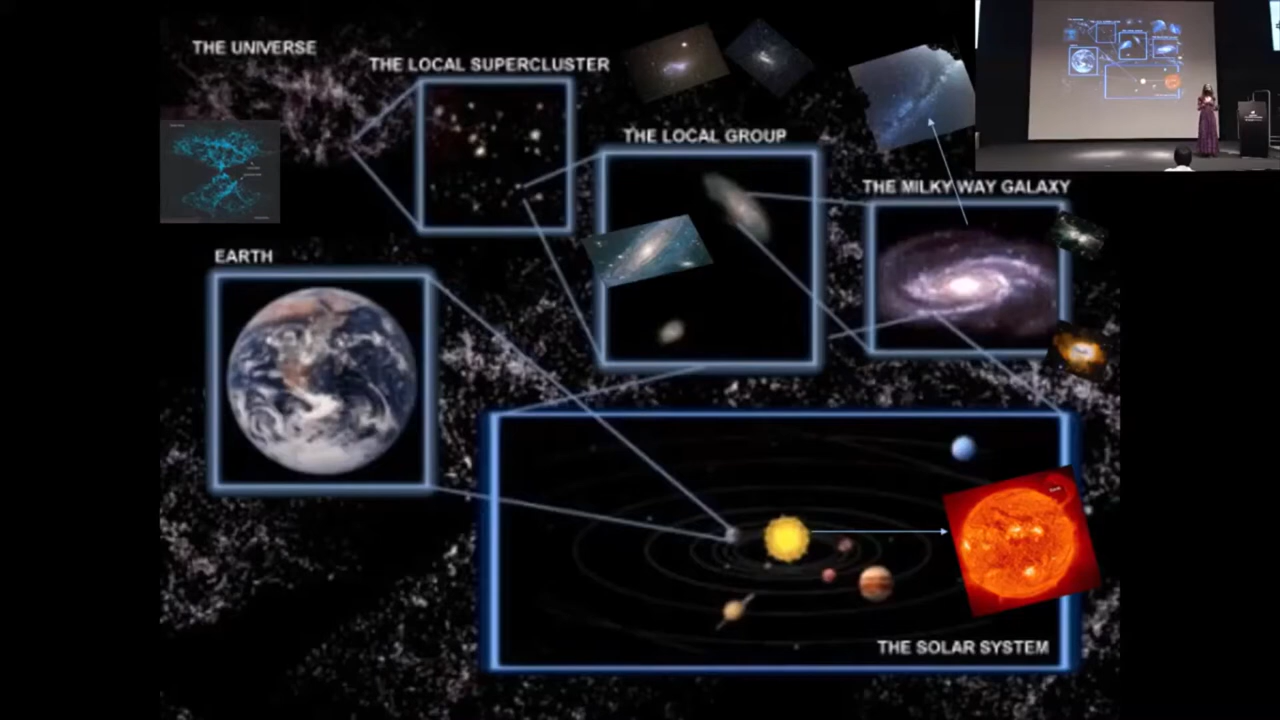 THE UNIVERSE
THE LOCAL SUPERCLUSTER
THE LOCAL GROUP
THE MILKY WAY GALAXY
EARTH
THE SOLAR SYSTEM